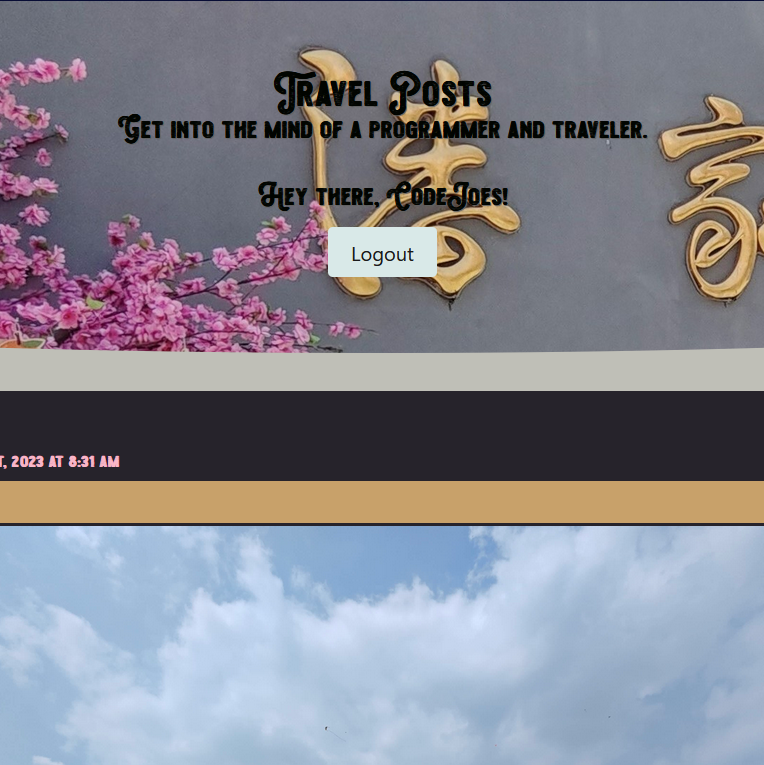 Travel Posts
Get into the mind of a programmer and traveler.
Hey there, CodeJoes!
Logout
, 2023 at 8:31 AM